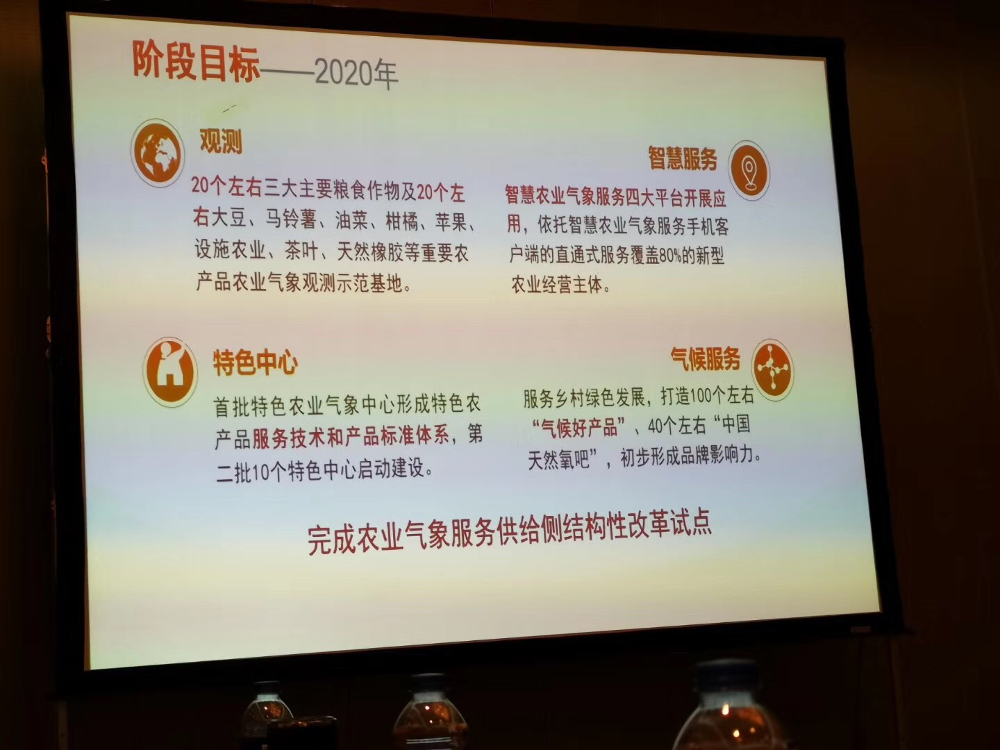 阶段目标——2020年
观测
20个左右三大主要粮食作物及20个左
右大豆、马铃薯、油菜、柑橘、苹果、
设施农业、茶叶、天然橡胶等重要农
产品农业气象观测示范基地。
智慧服务
智慧农业气象服务四大平台开展应
用，依托智慧农业气象服务手机客
户端的直通式服务覆盖80%的新型
农业经营主体。
特色中心
首批特色农业气象中心形成特色农
产品服务技术和产品标准体系，第
二批10个特色中心启动建设。
气候服务
服务乡村绿色发展，打造100个左右
“气候好产品”、40个左右“中国
天然氧吧”，初步形成品牌影响力。
完成农业气象服务供给侧结构性改革试点